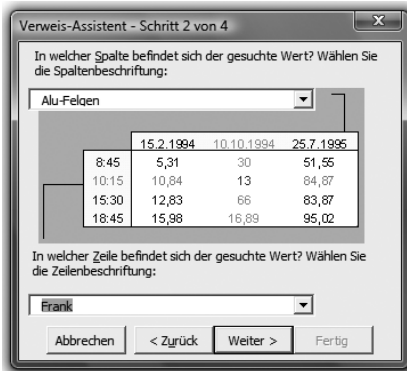 Verweis-Assistent - Schritt 2 von 4
X
In welcher Spalte befindet sich der gesuchte Wert? Wählen Sie
die Spaltenbeschriftung:
Alu-Felgen
15.2.1994 10.10.1994 25.7.1995
8:45 5,31 30 51,55
10:15 10,84 13 84,87
15:30 12,83 66 83,87
18:45 15,98 16,89 95,02
In welcher Zeile befindet sich der gesuchte Wert? Wählen Sie
die Zeilenbeschriftung:
Frank
Abbrechen < Zurück Weiter > Fertig